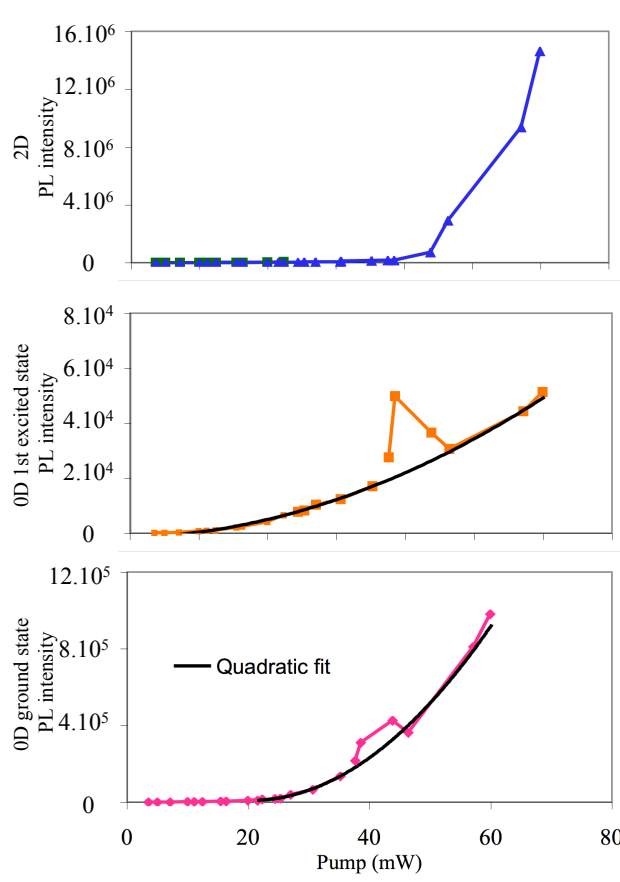 2D
PL intensity
16.10⁶
12.10⁶
8.10⁶
4.10⁶
0
0D 1st excited state
PL intensity
8.10⁴
6.10⁴
4.10⁴
2.10⁴
0
0D ground state
PL intensity
12.10⁵
8.10⁵
4.10⁵
0
Quadratic fit
0 20 40 60 80
Pump (mW)